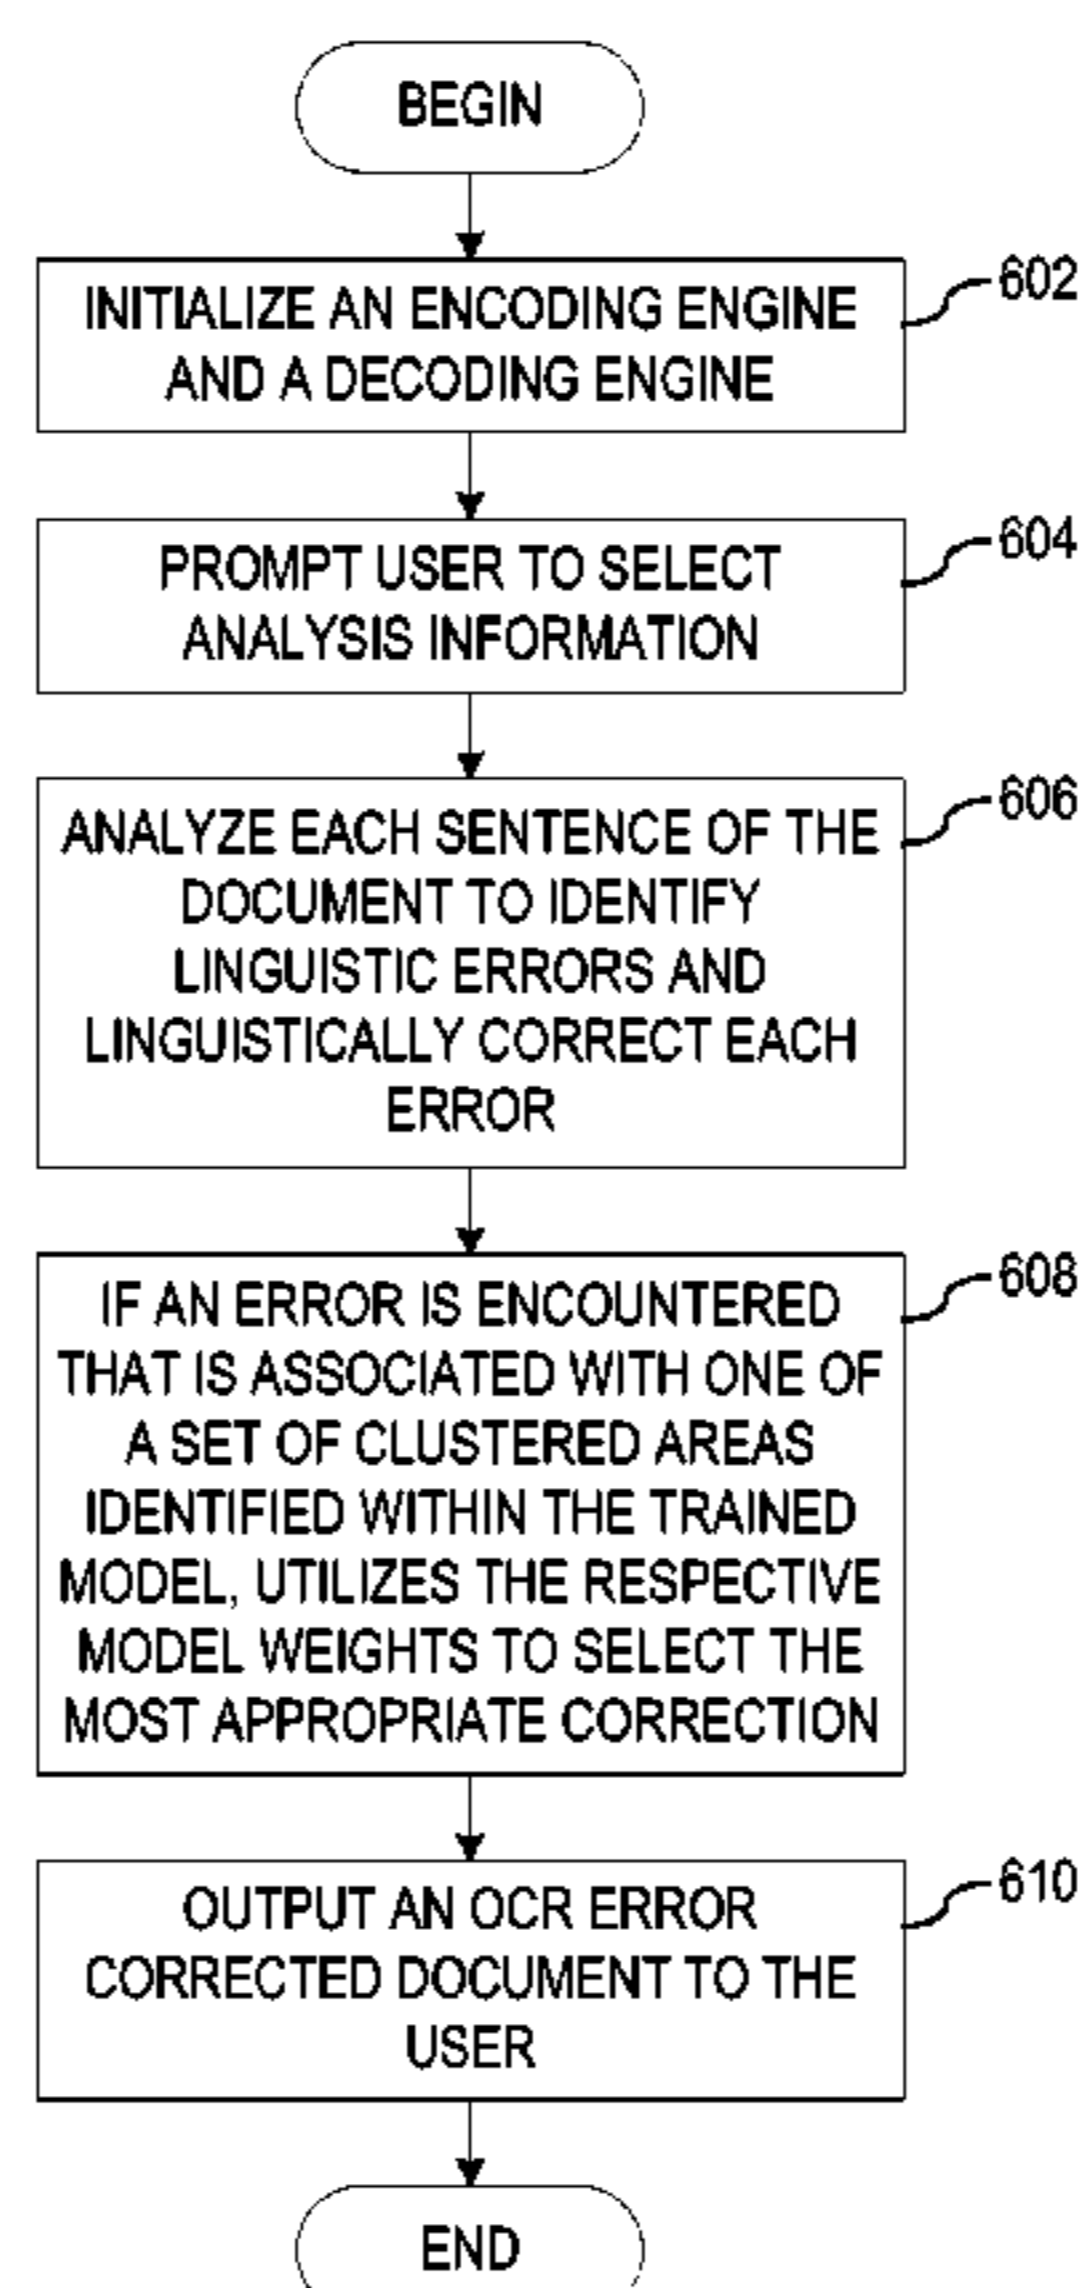 BEGIN
INITIALIZE AN ENCODING ENGINE
AND A DECODING ENGINE
602
PROMPT USER TO SELECT
ANALYSIS INFORMATION
604
ANALYZE EACH SENTENCE OF THE
DOCUMENT TO IDENTIFY
LINGUISTIC ERRORS AND
LINGUISTICALLY CORRECT EACH
ERROR
606
IF AN ERROR IS ENCOUNTERED
THAT IS ASSOCIATED WITH ONE OF
A SET OF CLUSTERED AREAS
IDENTIFIED WITHIN THE TRAINED
MODEL, UTILIZES THE RESPECTIVE
MODEL WEIGHTS TO SELECT THE
MOST APPROPRIATE CORRECTION
608
OUTPUT AN OCR ERROR
CORRECTED DOCUMENT TO THE
USER
610
END